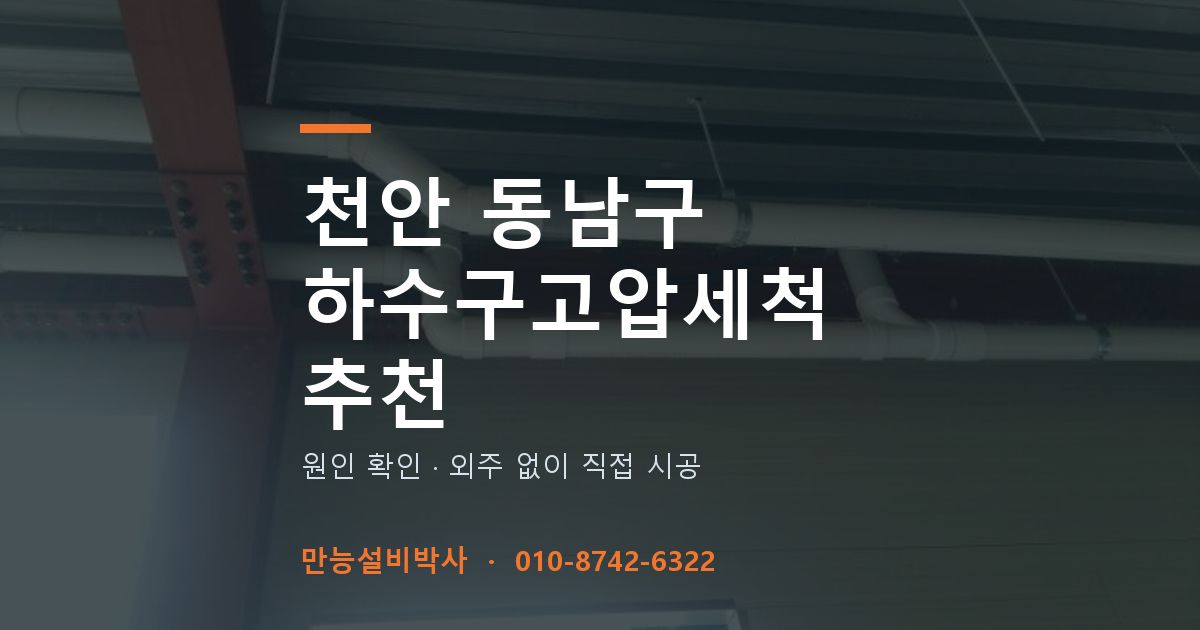 천안 동남구
하수구고압세척
추천
원인 확인 · 외주 없이 직접 시공
만능설비박사 · 010-8742-6322